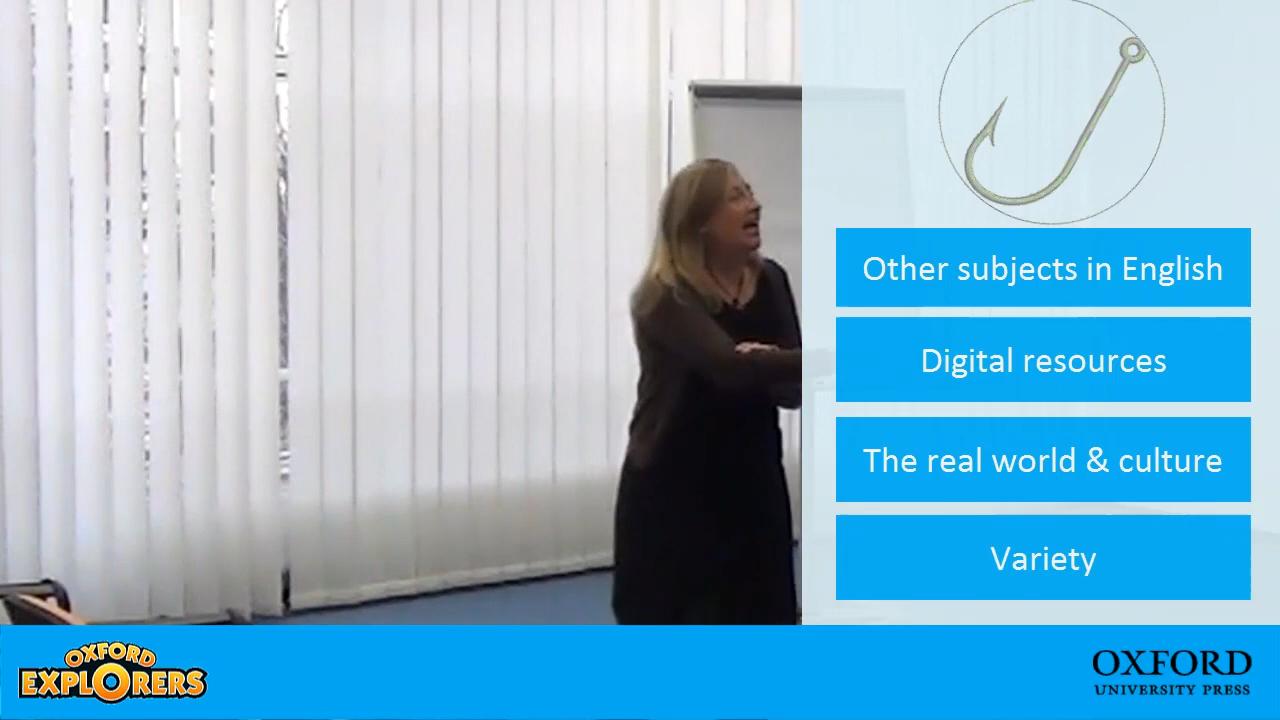 Other subjects in English
Digital resources
The real world & culture
Variety
OXFORD
EXPLORERS
OXFORD
UNIVERSITY PRESS